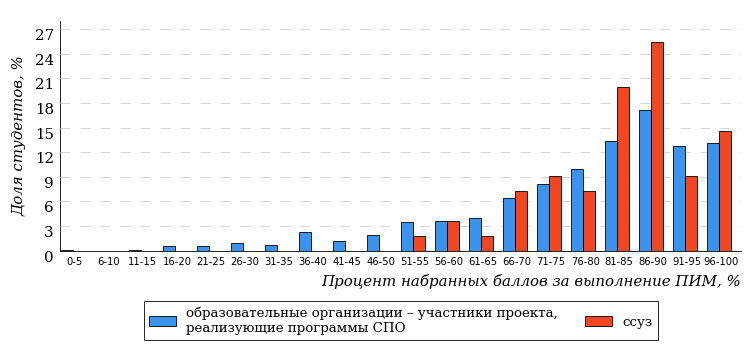 Доля студентов, %
27
24
21
18
15
12
9
6
3
0
0-5 6-10 11-15 16-20 21-25 26-30 31-35 36-40 41-45 46-50 51-55 56-60 61-65 66-70 71-75 76-80 81-85 86-90 91-95 96-100
Процент набранных баллов за выполнение ПИМ, %
образовательные организации – участники проекта,
реализующие программы СПО
ссуз